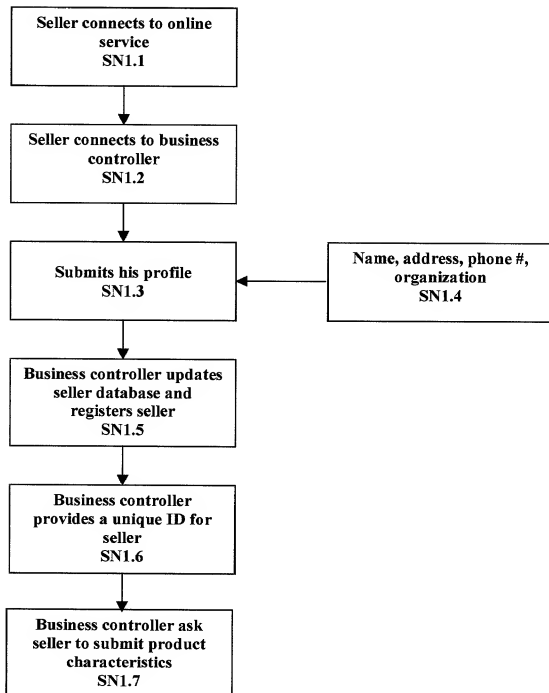 Seller connects to online
service
SN1.1
Seller connects to business
controller
SN1.2
Submits his profile
SN1.3
Name, address, phone #,
organization
SN1.4
Business controller updates
seller database and
registers seller
SN1.5
Business controller
provides a unique ID for
seller
SN1.6
Business controller ask
seller to submit product
characteristics
SN1.7